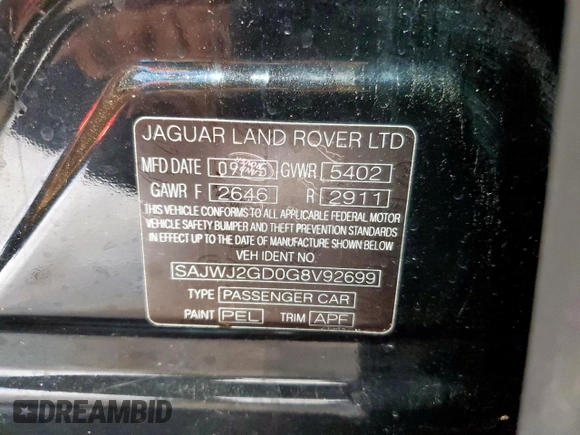 JAGUAR LAND ROVER LTD
MFD DATE GVWR 5402
GAWR F 2646 R 2911
THIS VEHICLE CONFORMS TO ALL APPLICABLE FEDERAL MOTOR
VEHICLE SAFETY BUMPER AND THEFT PREVENTION STANDARDS
IN EFFECT UP TO THE DATE OF MANUFACTURE SHOWN BELOW
VEH IDENT NO
SAJWJ2GD0G8V92699
TYPE PASSENGER CAR
PAINT PEL TRIM APF
DREAMBID